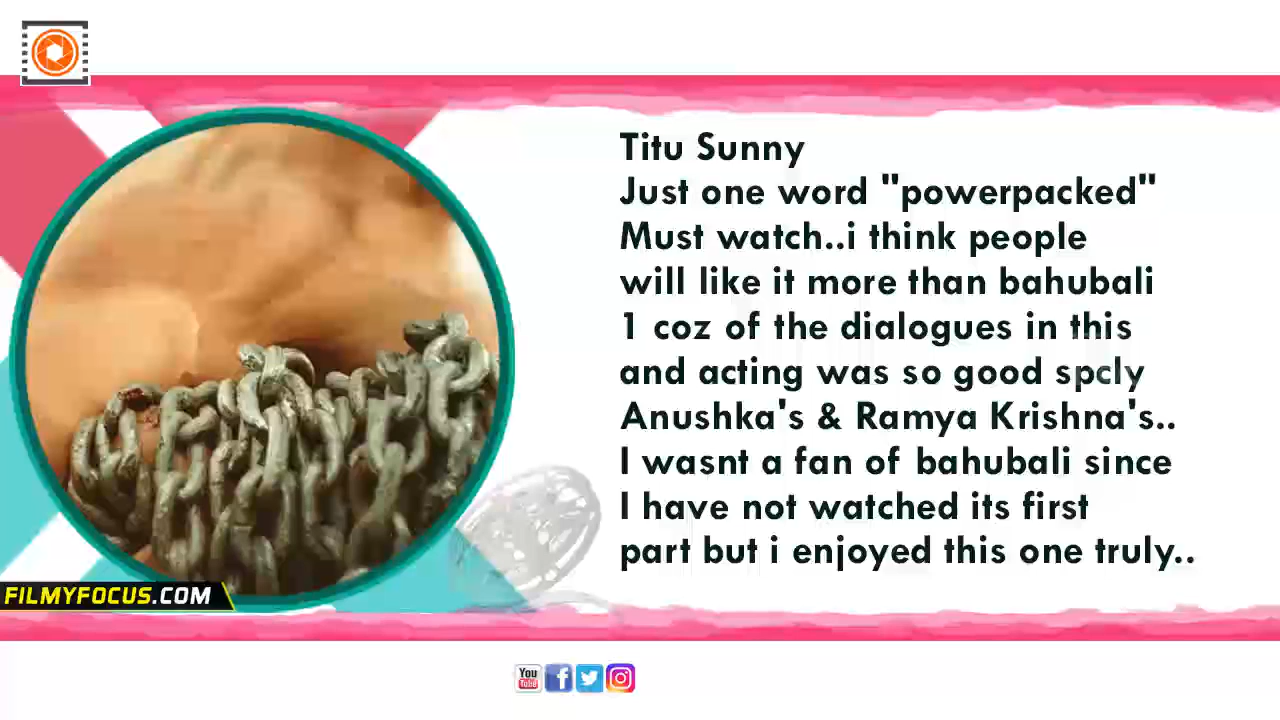 Titu Sunny
Just one word "powerpacked"
Must watch..i think people
will like it more than bahubali
1 coz of the dialogues in this
and acting was so good spcly
Anushka's & Ramya Krishna's..
I wasnt a fan of bahubali since
I have not watched its first
part but i enjoyed this one truly..
FILMYFOCUS.COM
You
Tube